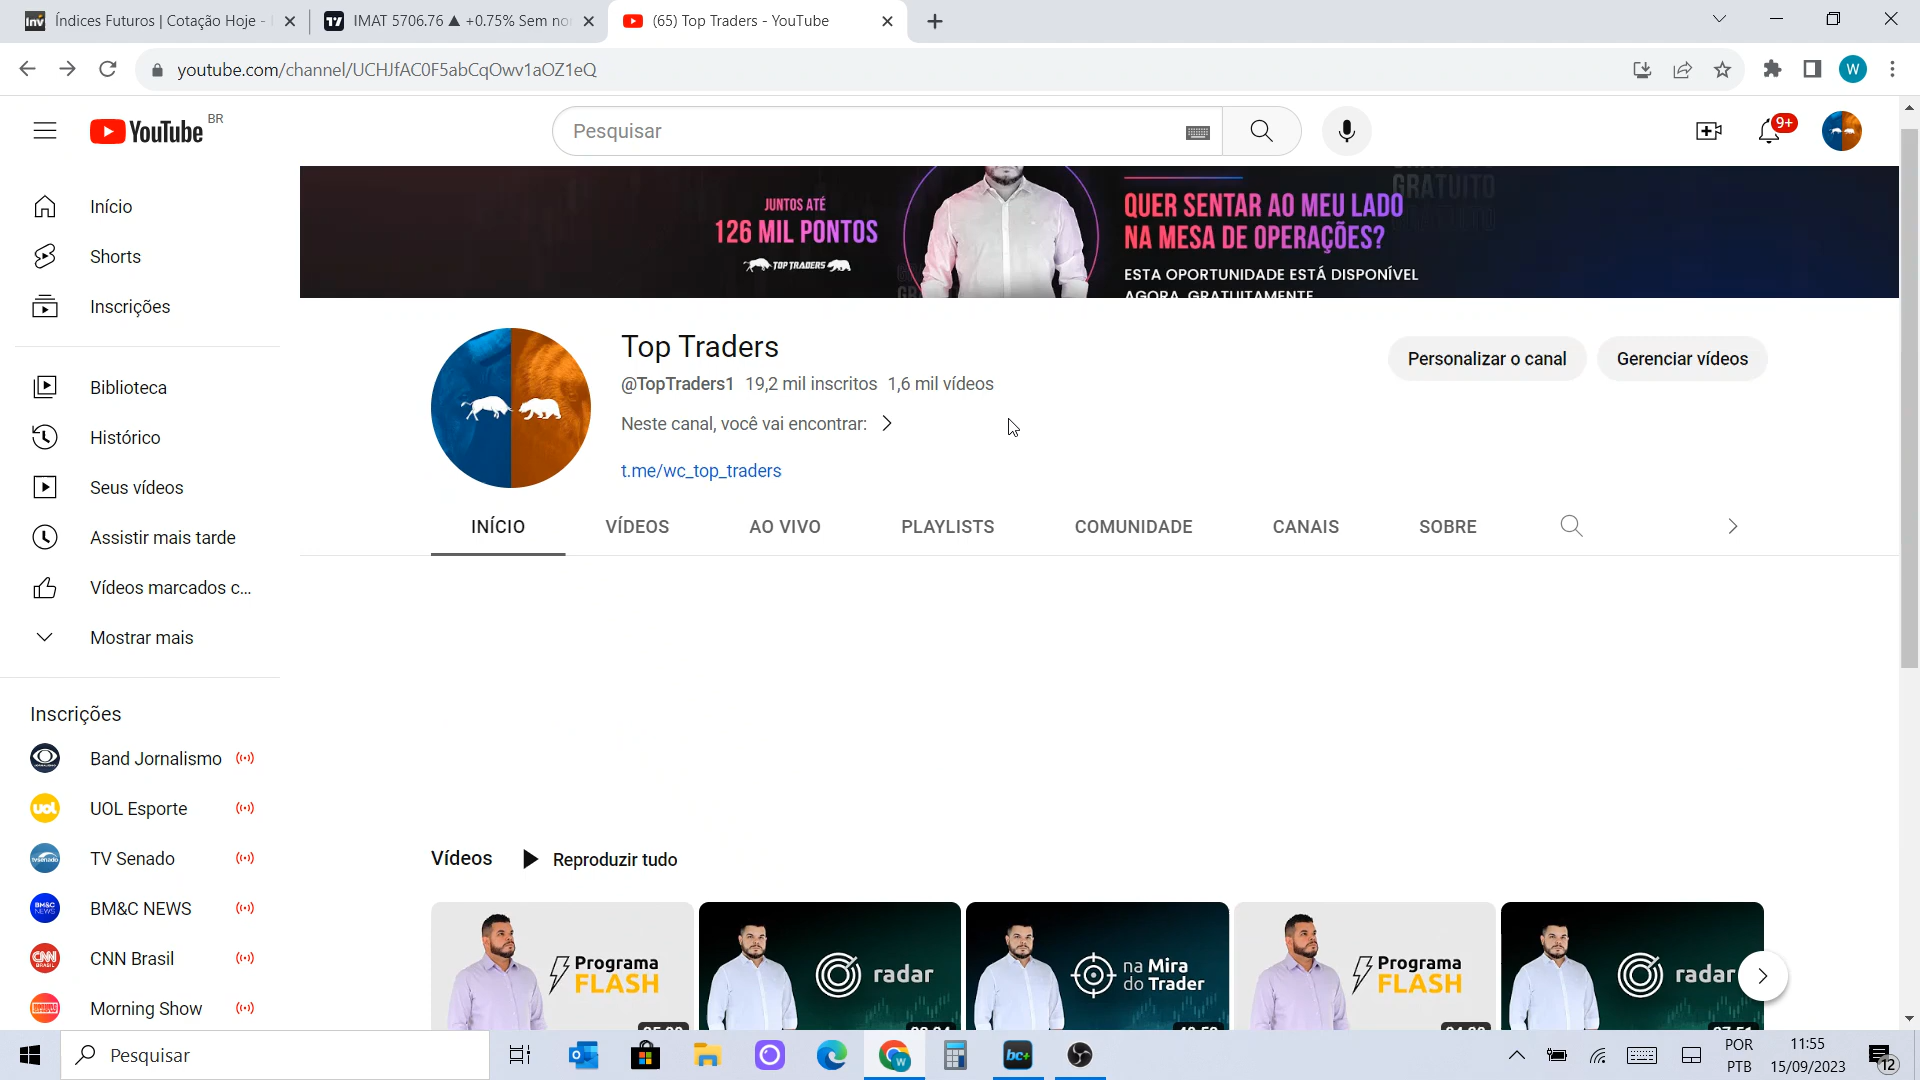 Índices Futuros | Cotação Hoje -
IMAT 5706.76 ▲ +0.75% Sem no
(65) Top Traders - YouTube
youtube.com/channel/UCHJfAC0F5abCqOwv1aOZ1eQ
W
YouTube BR
Pesquisar
9+
Início
Shorts
Inscrições
Biblioteca
Histórico
Seus vídeos
Assistir mais tarde
Vídeos marcados c...
Mostrar mais
Inscrições
Band Jornalismo
UOL Esporte
TV Senado
BM&C NEWS
CNN Brasil
Morning Show
JUNTOS ATÉ
126 MIL PONTOS
TOP TRADERS
GRATUITO
QUER SENTAR AO MEU LADO
NA MESA DE OPERAÇÕES?
ESTA OPORTUNIDADE ESTÁ DISPONÍVEL
AGORA, GRATUITAMENTE
Top Traders
@TopTraders1 19,2 mil inscritos 1,6 mil vídeos
Neste canal, você vai encontrar:
t.me/wc_top_traders
Personalizar o canal
Gerenciar vídeos
INÍCIO
VÍDEOS
AO VIVO
PLAYLISTS
COMUNIDADE
CANAIS
SOBRE
Vídeos
Reproduzir tudo
Programa
FLASH
radar
na Mira
do Trader
Programa
FLASH
radar
Pesquisar
bc+
POR
PTB
11:55
15/09/2023
12